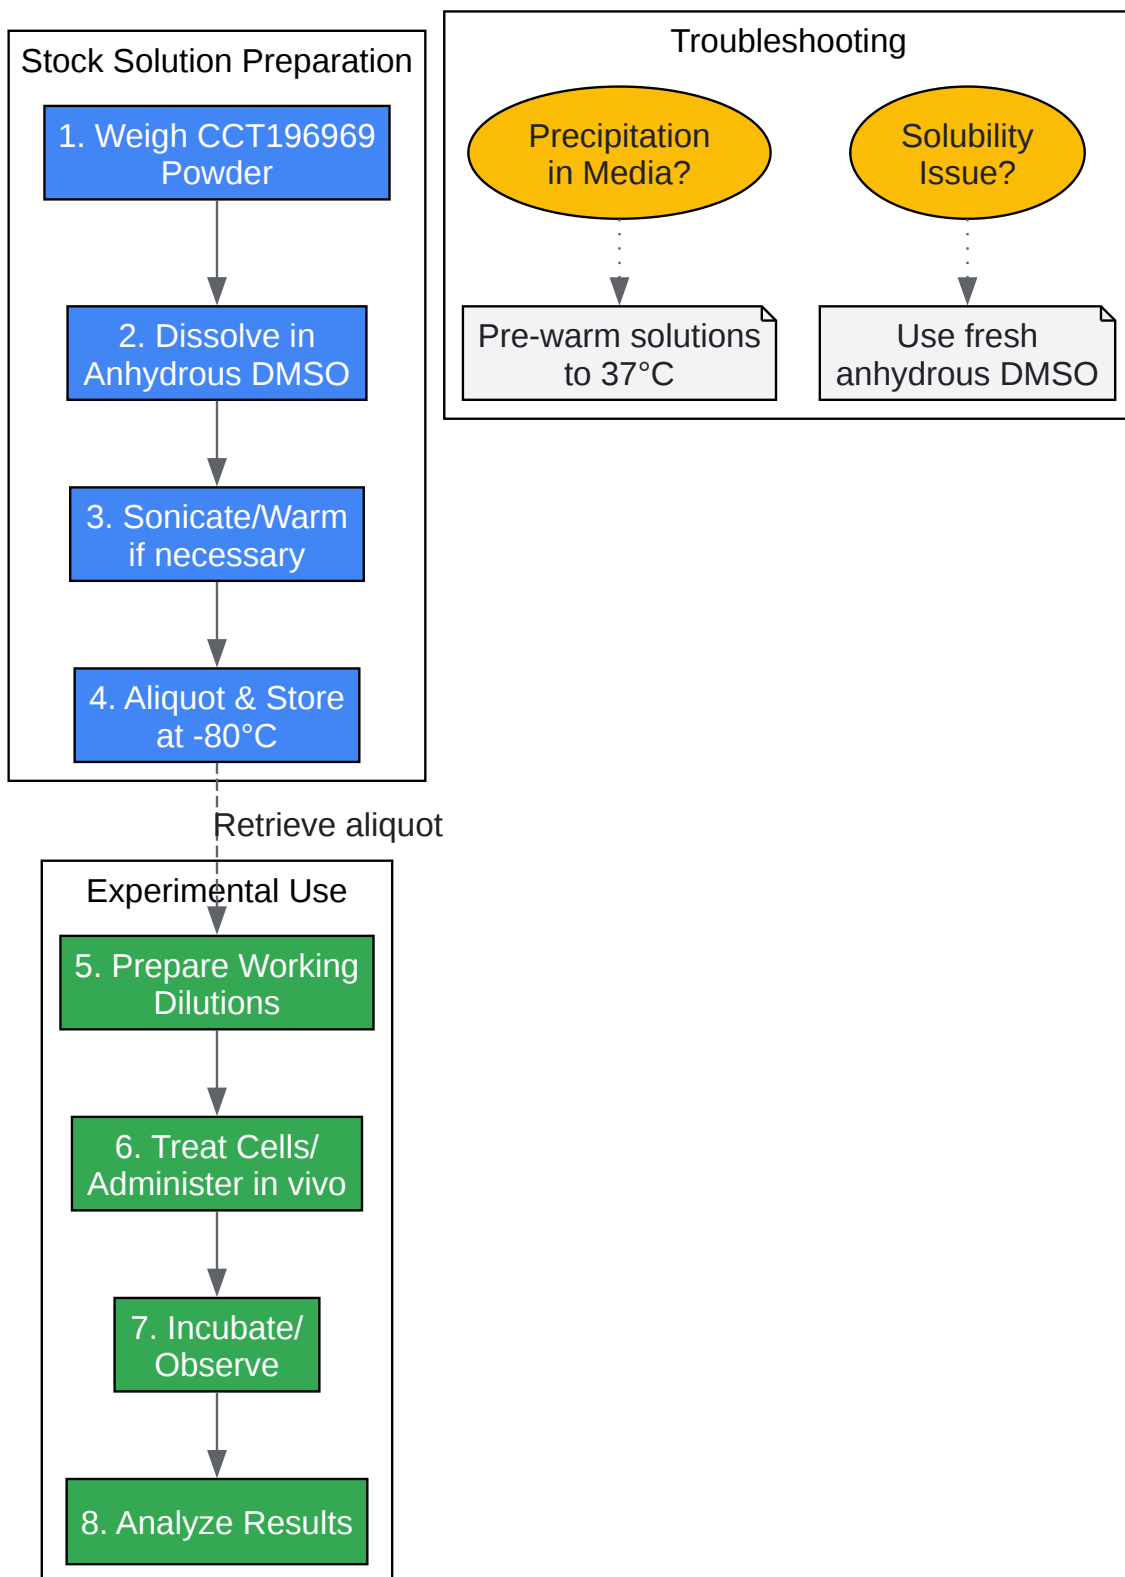 Stock Solution Preparation
1. Weigh CCT196969
Powder
2. Dissolve in
Anhydrous DMSO
3. Sonicate/Warm
if necessary
4. Aliquot & Store
at -80°C
Retrieve aliquot
Experimental Use
5. Prepare Working
Dilutions
6. Treat Cells/
Administer in vivo
7. Incubate/
Observe
8. Analyze Results
Troubleshooting
Precipitation
in Media?
Pre-warm solutions
to 37°C
Solubility
Issue?
Use fresh
anhydrous DMSO